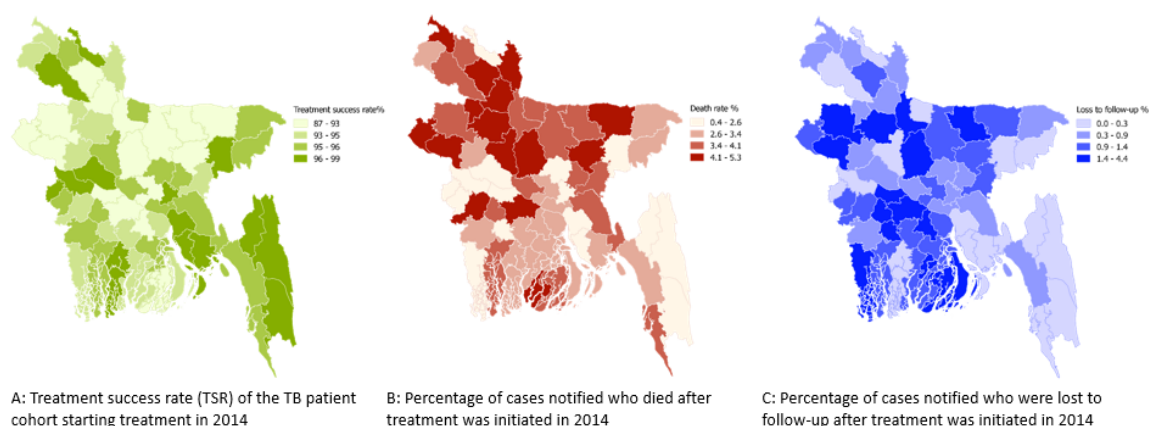 Treatment success rate%
87 - 93
93 - 95
95 - 96
96 - 99
Death rate %
0.4 - 2.6
2.6 - 3.4
3.4 - 4.1
4.1 - 5.3
Loss to follow-up %
0.0 - 0.3
0.3 - 0.9
0.9 - 1.4
1.4 - 4.4
A: Treatment success rate (TSR) of the TB patient
cohort starting treatment in 2014
B: Percentage of cases notified who died after
treatment was initiated in 2014
C: Percentage of cases notified who were lost to
follow-up after treatment was initiated in 2014